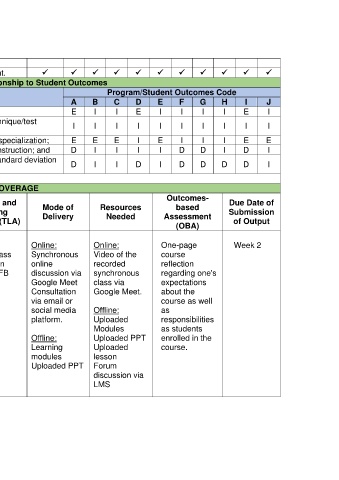 nt. ✓ ✓ ✓ ✓ ✓ ✓ ✓ ✓ ✓ ✓ ✓
onship to Student Outcomes
Program/Student Outcomes Code
A B C D E F G H I J
E I I E I I I I E I
hnique/test I I I I I I I I I I
specialization; E E E I E I I I E E
nstruction; and D I I I I D D I D I
andard deviation D I I D I D D D D I
OVERAGE
and
ng
(TLA)
Mode of
Delivery
Resources
Needed
Outcomes-
based
Assessment
(OBA)
Due Date of
Submission
of Output
ass
n
FB
Online:
Synchronous
online
discussion via
Google Meet
Consultation
via email or
social media
platform.
Offline:
Learning
modules
Uploaded PPT
Online:
Video of the
recorded
synchronous
class via
Google Meet.
Offline:
Uploaded
Modules
Uploaded PPT
Uploaded
lesson
Forum
discussion via
LMS
One-page
course
reflection
regarding one's
expectations
about the
course as well
as
responsibilities
as students
enrolled in the
course.
Week 2